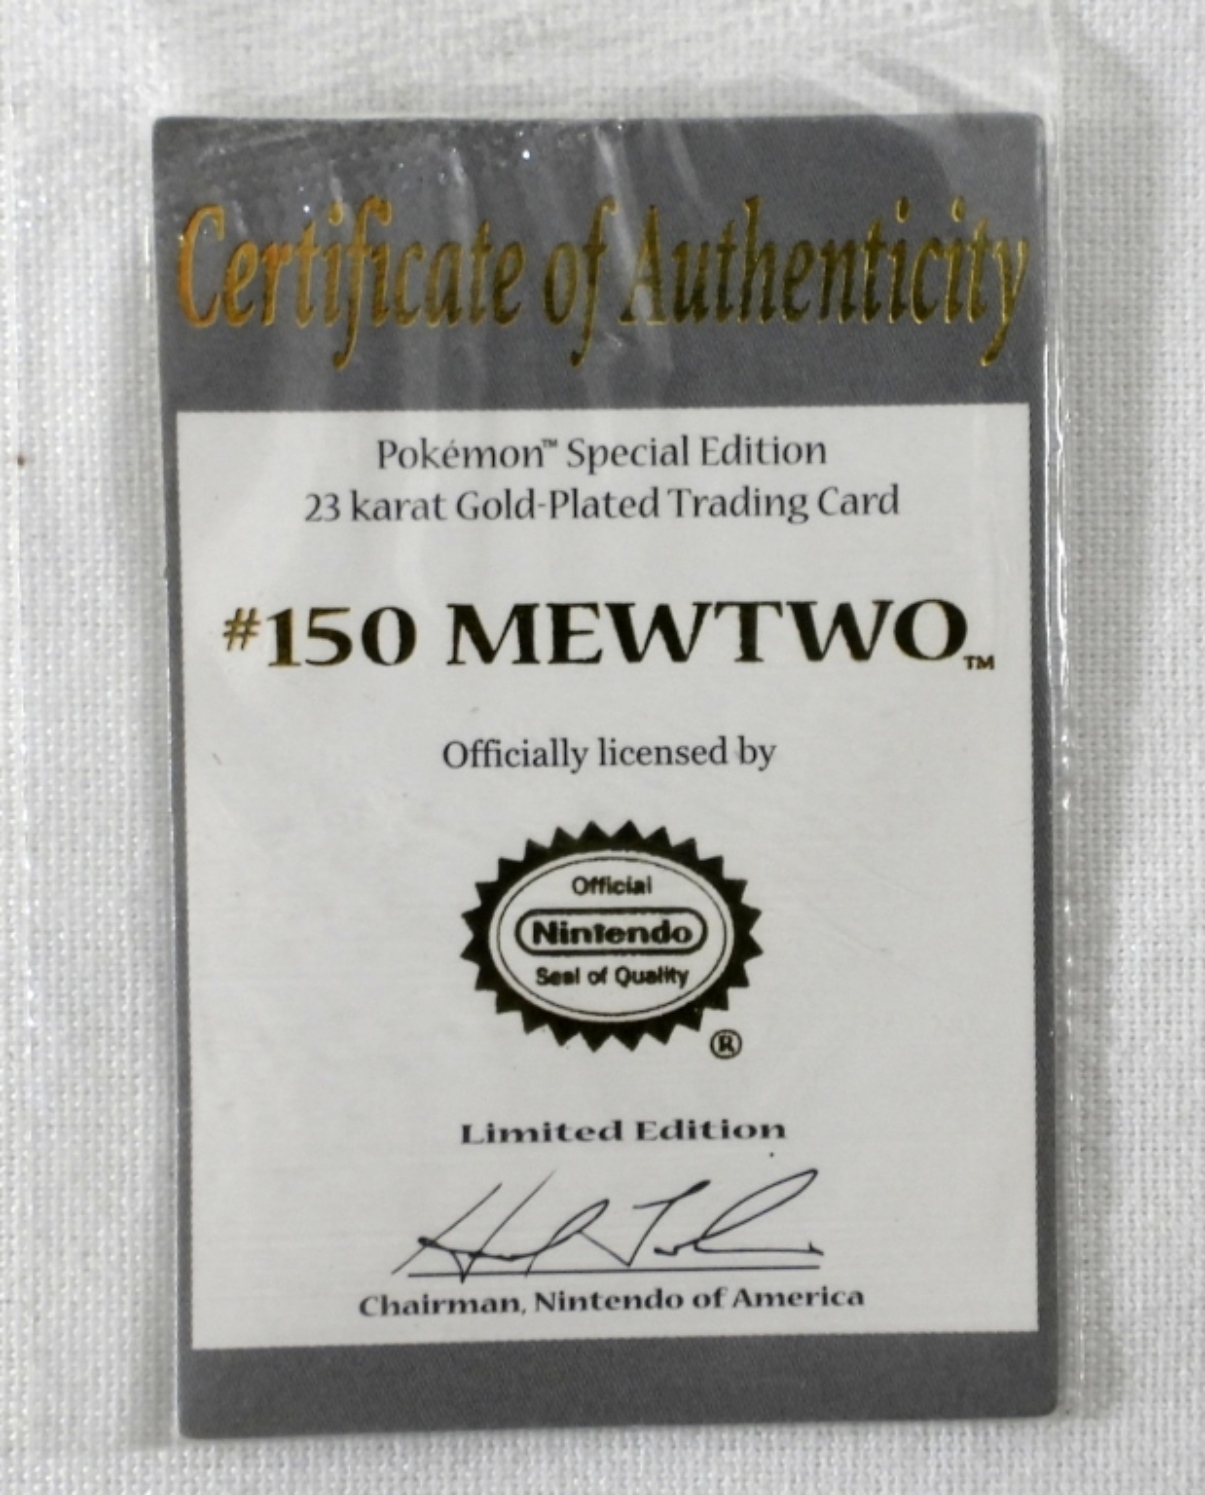 Certificate of Authenticity
Pokémon™ Special Edition
23 karat Gold-Plated Trading Card
#150 MEWTWO™
Officially licensed by
Official
Nintendo
Seal of Quality
®
Limited Edition
Chairman, Nintendo of America